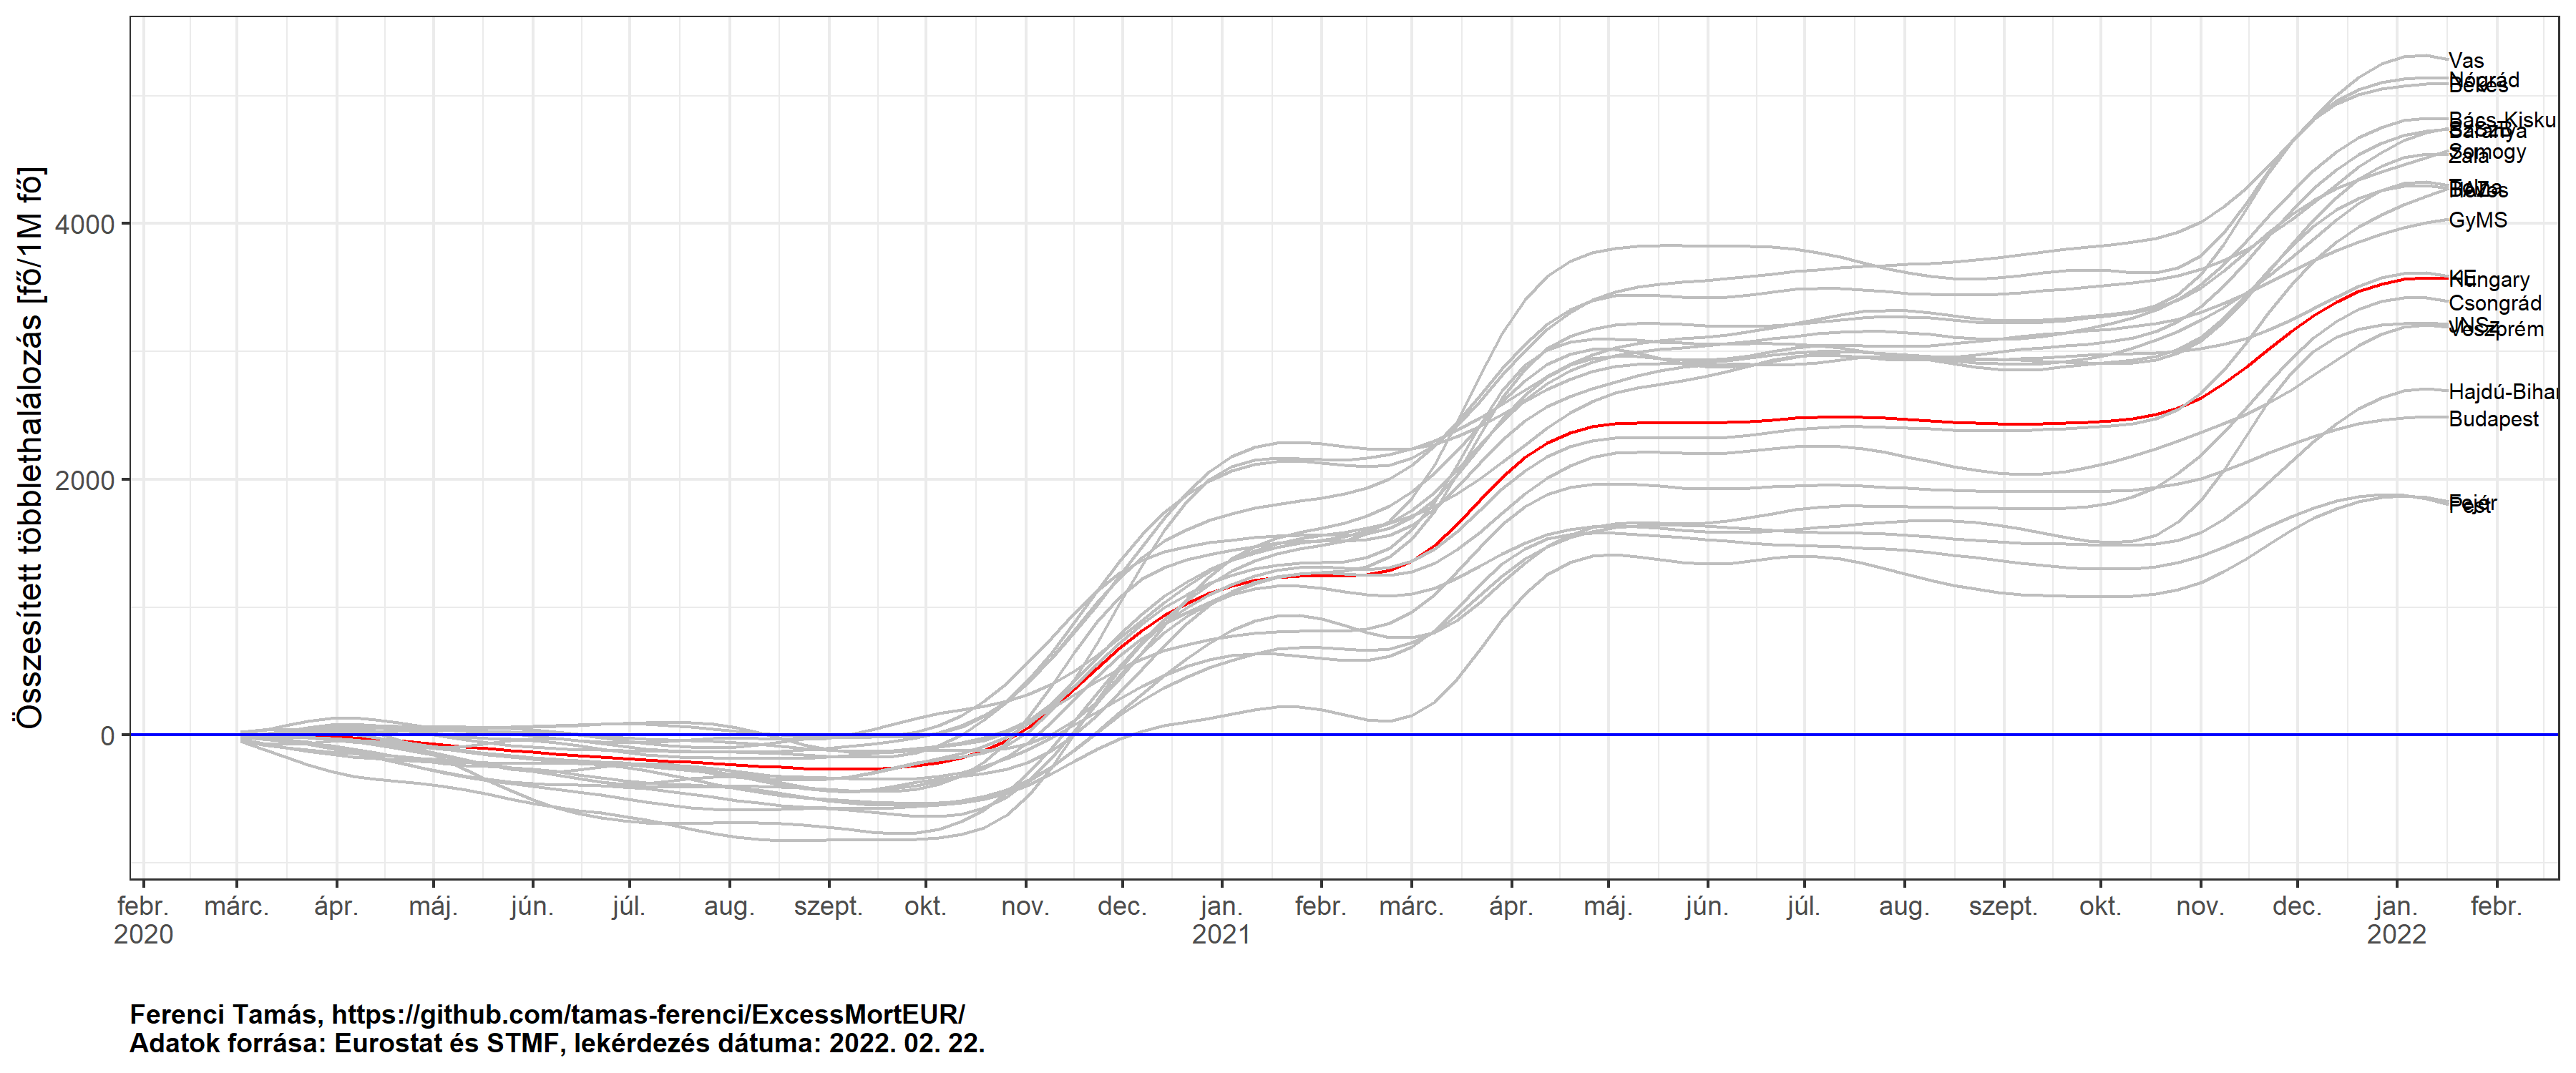 Összesített többlethalálozás [fő/1M fő]
4000
2000
0
Vas
Nógrád
Békés
Bács-Kisku
Baranya
Somogy
Zala
Tolna
BAZ
Heves
GyMS
KE
Hungary
Csongrád
JNSz
Veszprém
Hajdú-Bihar
Budapest
Fejér
Pest
febr. márc. ápr. máj. jún. júl. aug. szept. okt. nov. dec. jan. febr. márc. ápr. máj. jún. júl. aug. szept. okt. nov. dec. jan. febr.
2020 2021 2022
Ferenci Tamás, https://github.com/tamas-ferenci/ExcessMortEUR/
Adatok forrása: Eurostat és STMF, lekérdezés dátuma: 2022. 02. 22.